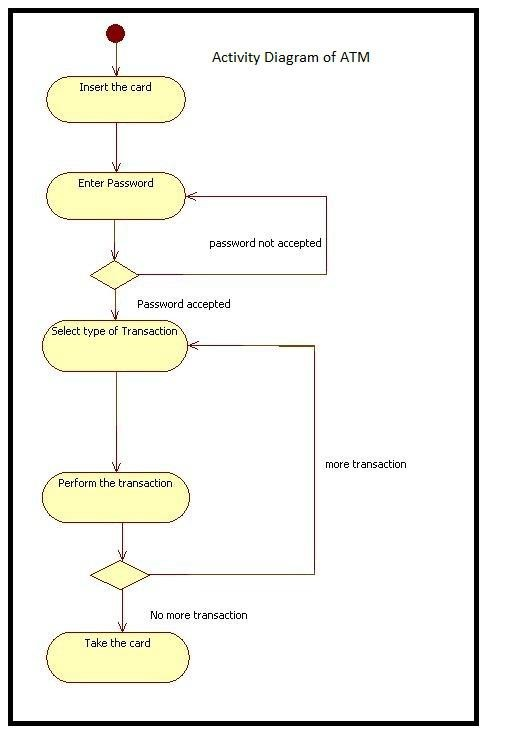 Activity Diagram of ATM
Insert the card
Enter Password
password not accepted
Password accepted
Select type of Transaction
more transaction
Perform the transaction
No more transaction
Take the card